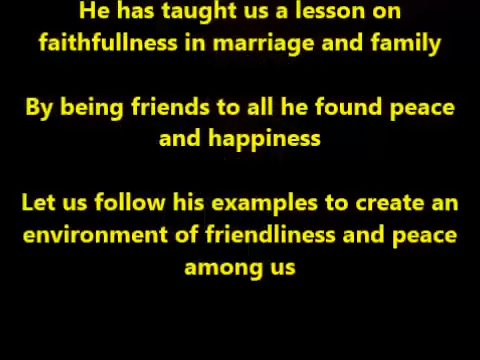 He has taught us a lesson on
faithfullness in marriage and family
By being friends to all he found peace
and happiness
Let us follow his examples to create an
environment of friendliness and peace
among us